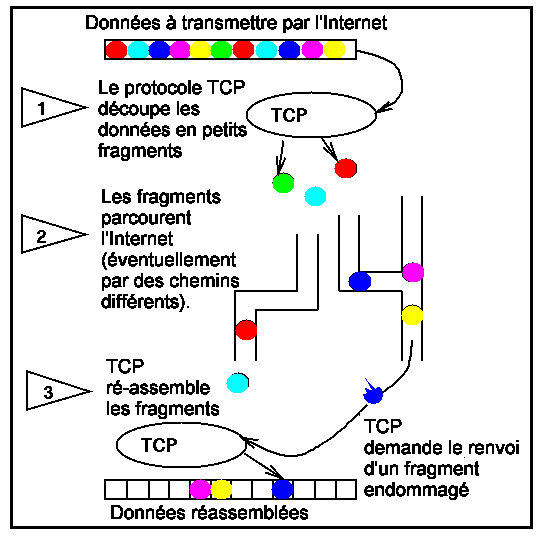 Données à transmettre par l'Internet
1
Le protocole TCP
découpe les
données en petits
fragments
TCP
2
Les fragments
parcourent
l'Internet
(éventuellement
par des chemins
différents).
3
TCP
ré-assemble
les fragments
TCP
TCP
demande le renvoi
d'un fragment
endommagé
Données réassemblées